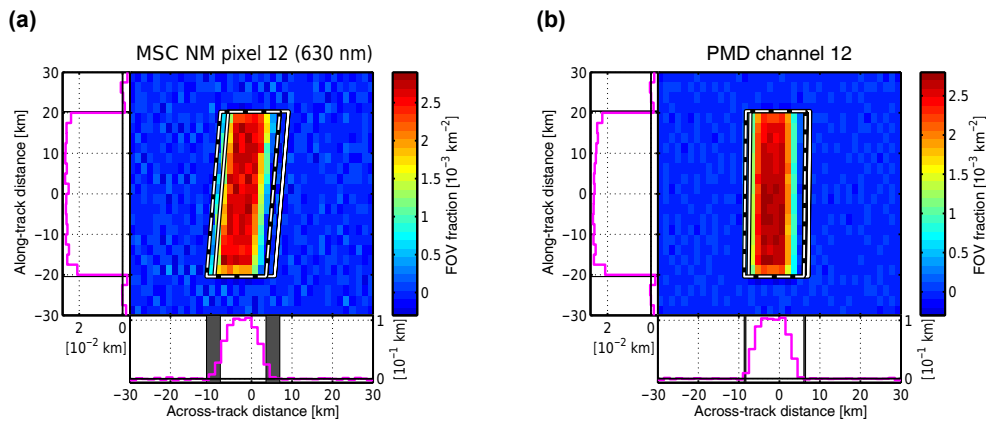 (a)
MSC NM pixel 12 (630 nm)
30
20
10
0
−10
−20
−30
Along-track distance [km]
2 0
[10⁻² km]
2.5
2
1.5
1
0.5
0
FOV fraction [10⁻³ km⁻²]
1
0
[10⁻¹ km]
−30 −20 −10 0 10 20 30
Across-track distance [km]
(b)
PMD channel 12
30
20
10
0
−10
−20
−30
Along-track distance [km]
2 0
[10⁻² km]
2.5
2
1.5
1
0.5
0
FOV fraction [10⁻³ km⁻²]
1
0
[10⁻¹ km]
−30 −20 −10 0 10 20 30
Across-track distance [km]